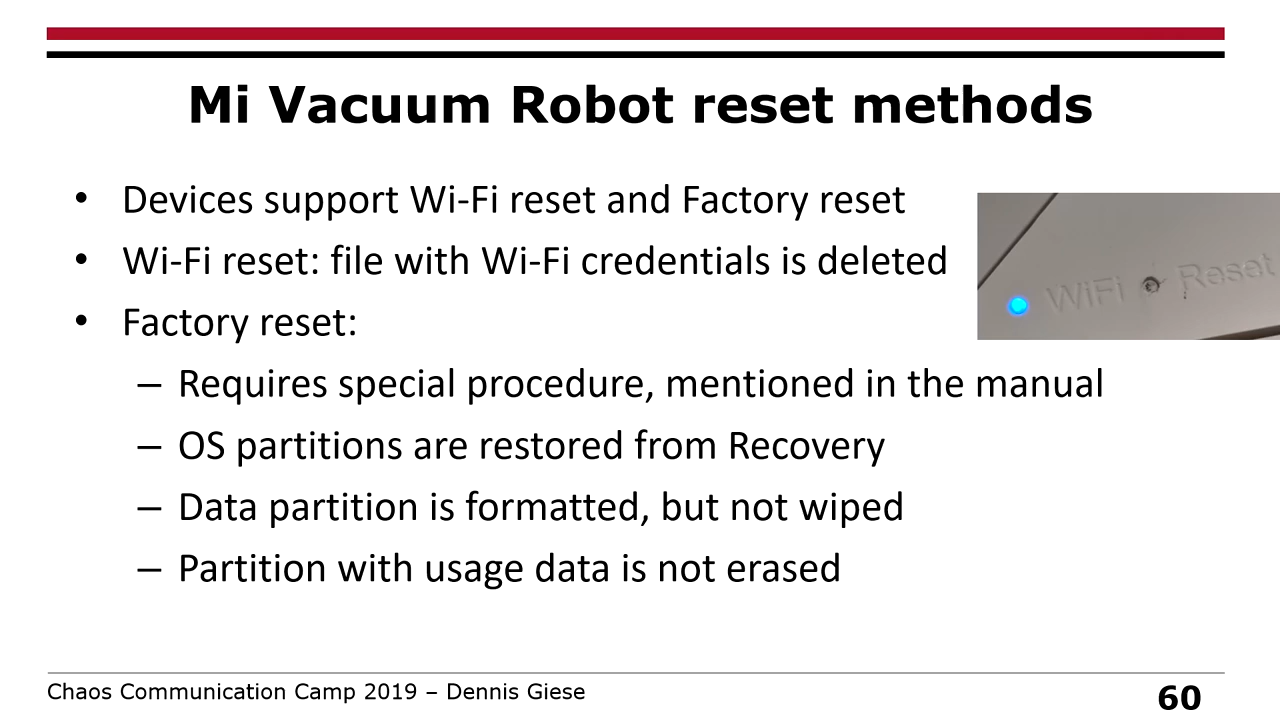 Mi Vacuum Robot reset methods
• Devices support Wi-Fi reset and Factory reset
• Wi-Fi reset: file with Wi-Fi credentials is deleted
• Factory reset:
– Requires special procedure, mentioned in the manual
– OS partitions are restored from Recovery
– Data partition is formatted, but not wiped
– Partition with usage data is not erased
WiFi Reset
Chaos Communication Camp 2019 – Dennis Giese
60